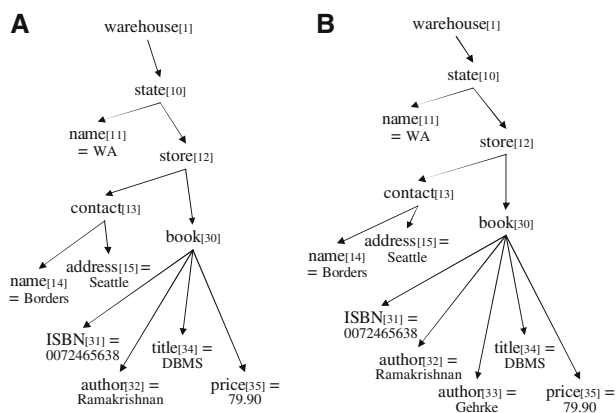 A
warehouse[1]
state[10]
name[11]
= WA
store[12]
contact[13]
book[30]
address[15] =
Seattle
name[14]
= Borders
ISBN[31] =
0072465638
title[34] =
DBMS
author[32] =
Ramakrishnan
price[35] =
79.90
B
warehouse[1]
state[10]
name[11]
= WA
store[12]
contact[13]
book[30]
address[15] =
Seattle
name[14]
= Borders
ISBN[31] =
0072465638
title[34] =
DBMS
author[32] =
Ramakrishnan
author[33] =
Gehrke
price[35] =
79.90